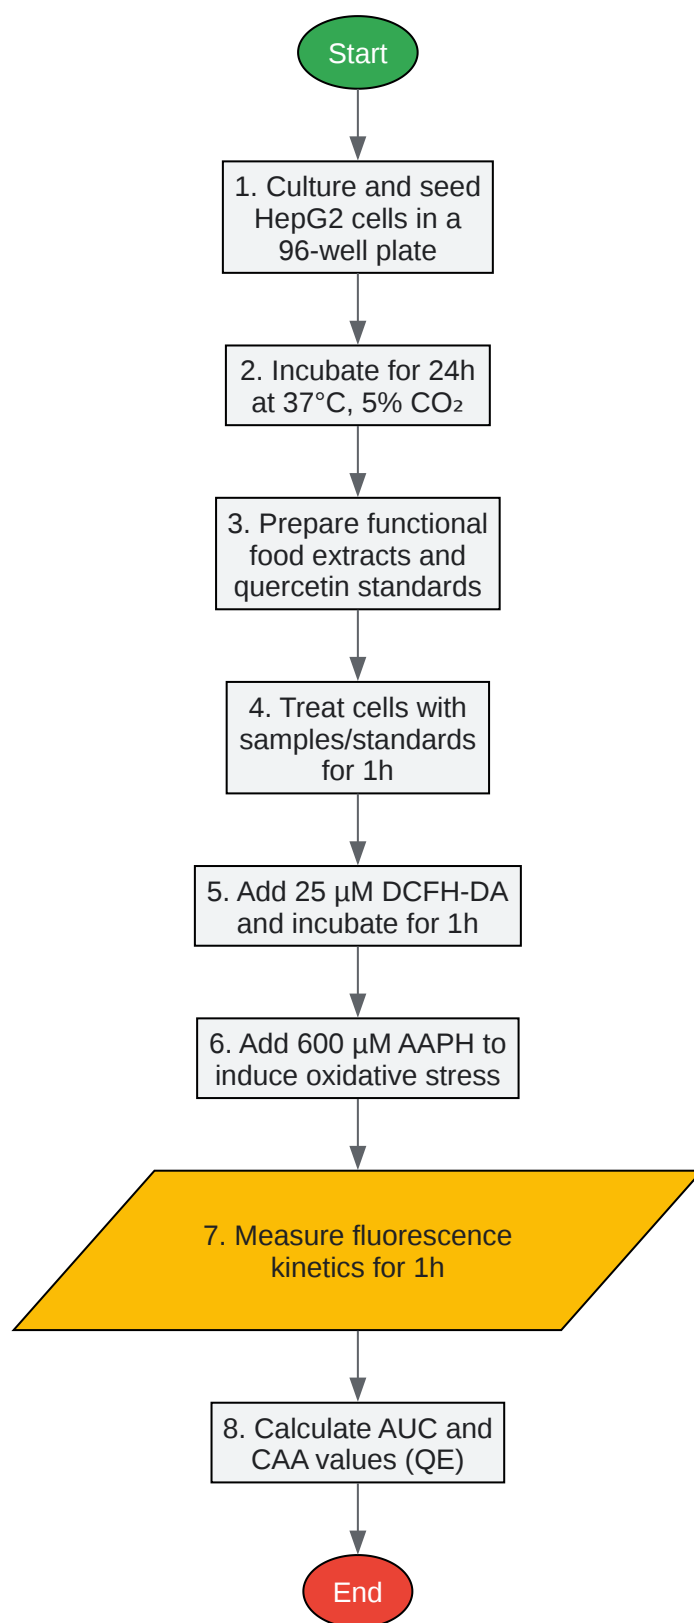 Start
1. Culture and seed
HepG2 cells in a
96-well plate
2. Incubate for 24h
at 37°C, 5% CO₂
3. Prepare functional
food extracts and
quercetin standards
4. Treat cells with
samples/standards
for 1h
5. Add 25 µM DCFH-DA
and incubate for 1h
6. Add 600 µM AAPH to
induce oxidative stress
7. Measure fluorescence
kinetics for 1h
8. Calculate AUC and
CAA values (QE)
End